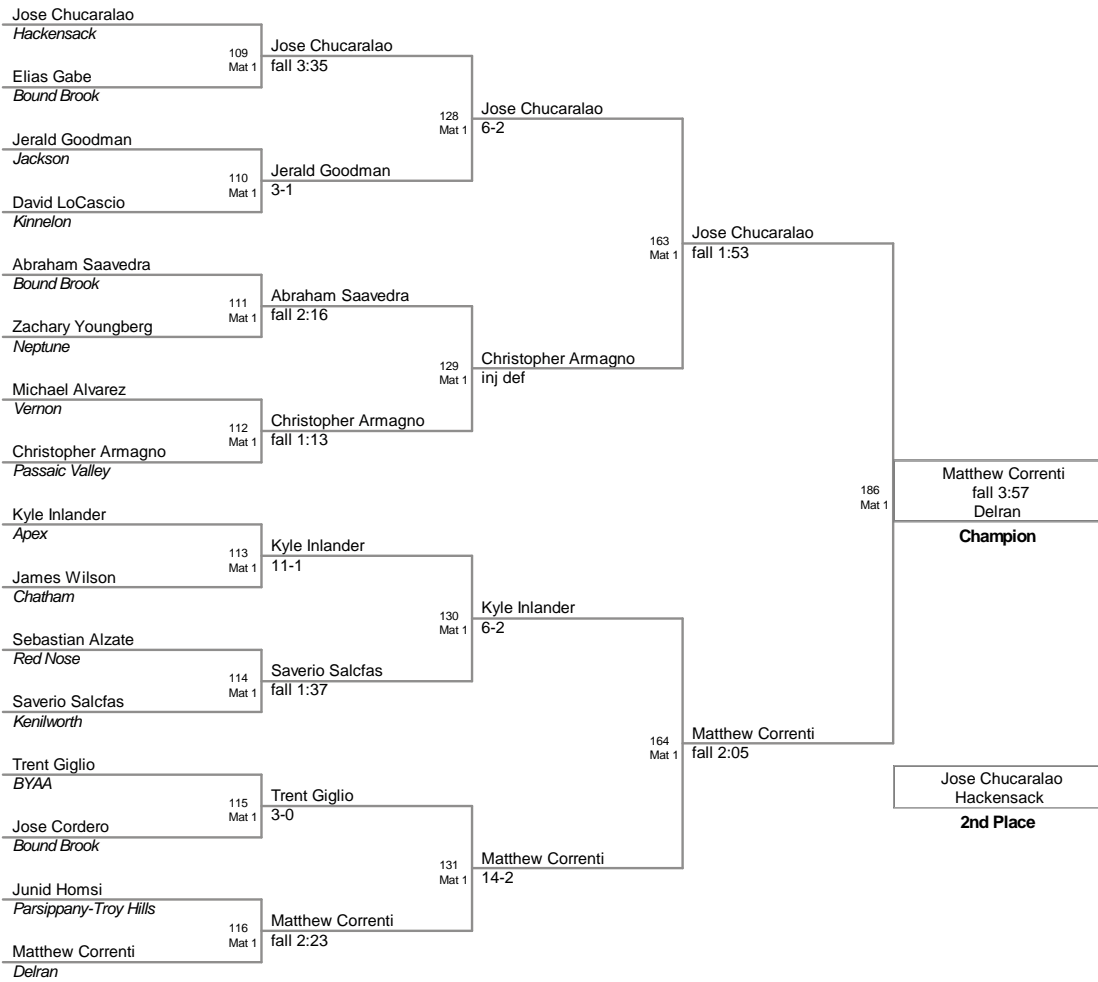 Jose Chucaralao
Hackensack
109
Mat 1
Elias Gabe
Bound Brook
Jose Chucaralao
fall 3:35
Jerald Goodman
Jackson
110
Mat 1
David LoCascio
Kinnelon
Jerald Goodman
3-1
128
Mat 1
Jose Chucaralao
6-2
Abraham Saavedra
Bound Brook
111
Mat 1
Zachary Youngberg
Neptune
Abraham Saavedra
fall 2:16
Michael Alvarez
Vernon
112
Mat 1
Christopher Armagno
Passaic Valley
Christopher Armagno
fall 1:13
129
Mat 1
Christopher Armagno
inj def
163
Mat 1
Jose Chucaralao
fall 1:53
Kyle Inlander
Apex
113
Mat 1
James Wilson
Chatham
Kyle Inlander
11-1
Sebastian Alzate
Red Nose
114
Mat 1
Saverio Salcfas
Kenilworth
Saverio Salcfas
fall 1:37
130
Mat 1
Kyle Inlander
6-2
Trent Giglio
BYAA
115
Mat 1
Jose Cordero
Bound Brook
Trent Giglio
3-0
Junid Homsi
Parsippany-Troy Hills
116
Mat 1
Matthew Correnti
Delran
Matthew Correnti
fall 2:23
131
Mat 1
Matthew Correnti
14-2
164
Mat 1
Matthew Correnti
fall 2:05
186
Mat 1
Matthew Correnti
fall 3:57
Delran
Champion
Jose Chucaralao
Hackensack
2nd Place